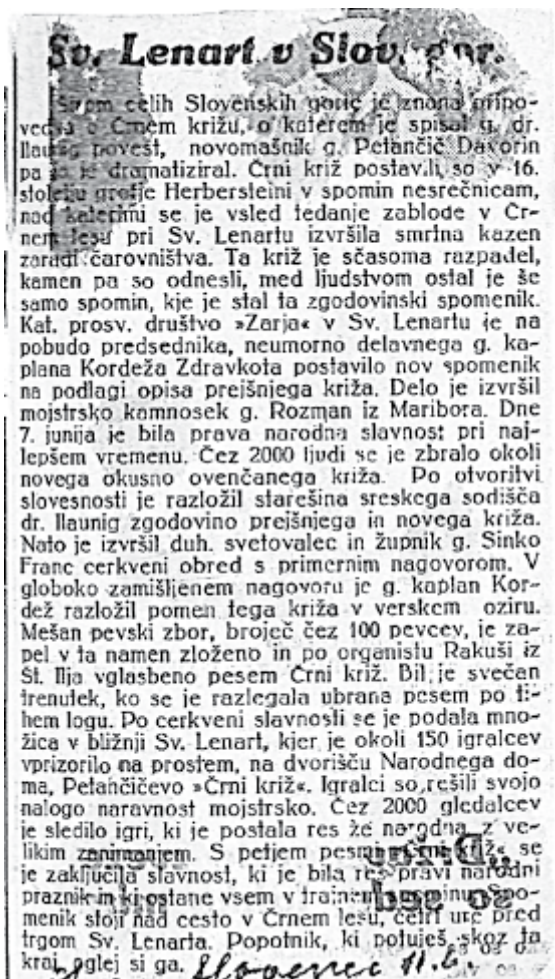 Sv. Lenart v Slov. gor.
Širom celih Slovenskih goric je znana pripo-
vedka o Črnem križu, o katerem je spisal g. dr.
Ilaunig povest, novomašnik g. Petančič Davorin
pa jo je dramatiziral. Črni križ postavili so v 16.
stoletju grofje Herbersteini v spomin nesrečnicam,
nad katerimi se je vsled tedanje zablode v Čr-
nem lesu pri Sv. Lenartu izvršila smrtna kazen
zaradi čarovništva. Ta križ je sčasoma razpadel,
kamen pa so odnesli, med ljudstvom ostal je še
samo spomin, kje je stal ta zgodovinski spomenik.
Kat. prosv. društvo »Zarja« v Sv. Lenartu je na
pobudo predsednika, neumorno delavnega g. ka-
plana Kordeža Zdravkota postavilo nov spomenik
na podlagi opisa prejšnjega križa. Delo je izvršil
mojstrsko kamnosek g. Rozman iz Maribora. Dne
7. junija je bila prava narodna slavnost pri naj-
lepšem vremenu. Čez 2000 ljudi se je zbralo okoli
novega okusno ovenčanega križa. Po otvoritvi
slovesnosti je razložil starešina sreskega sodišča
dr. Ilaunig zgodovino prejšnjega in novega križa.
Nato je izvršil duh. svetovalec in župnik g. Sinko
Franc cerkveni obred s primernim nagovorom. V
globoko zamišljenem nagovoru je g. kaplan Kor-
dež razložil pomen tega križa v verskem oziru.
Mešan pevski zbor, broječ čez 100 pevcev, je za-
pel v ta namen zloženo in po organistu Rakuši iz
Št. Ilja vglasbeno pesem Črni križ. Bil je svečan
trenutek, ko se je razlegala ubrana pesem po ti-
hem logu. Po cerkveni slavnosti se je podala mno-
žica v bližnji Sv. Lenart, kjer je okoli 150 igralcev
vprizorilo na prostem, na dvorišču Narodnega do-
ma, Petančičevo »Črni križ«. Igralci so rešili svojo
nalogo naravnost mojstrsko. Čez 2000 gledalcev
je sledilo igri, ki je postala res že narodna, z ve-
likim zanimanjem. S petjem pesmi »Črni križ« se
je zaključila slavnost, ki je bila res pravi narodni
praznik in ki ostane vsem v trajnem spominu. Spo-
menik stoji nad cesto v Črnem lesu, četrt ure pred
trgom Sv. Lenarta. Popotnik, ki potuješ skoz ta
kraj, oglej si ga.
Slovenec 11.6.